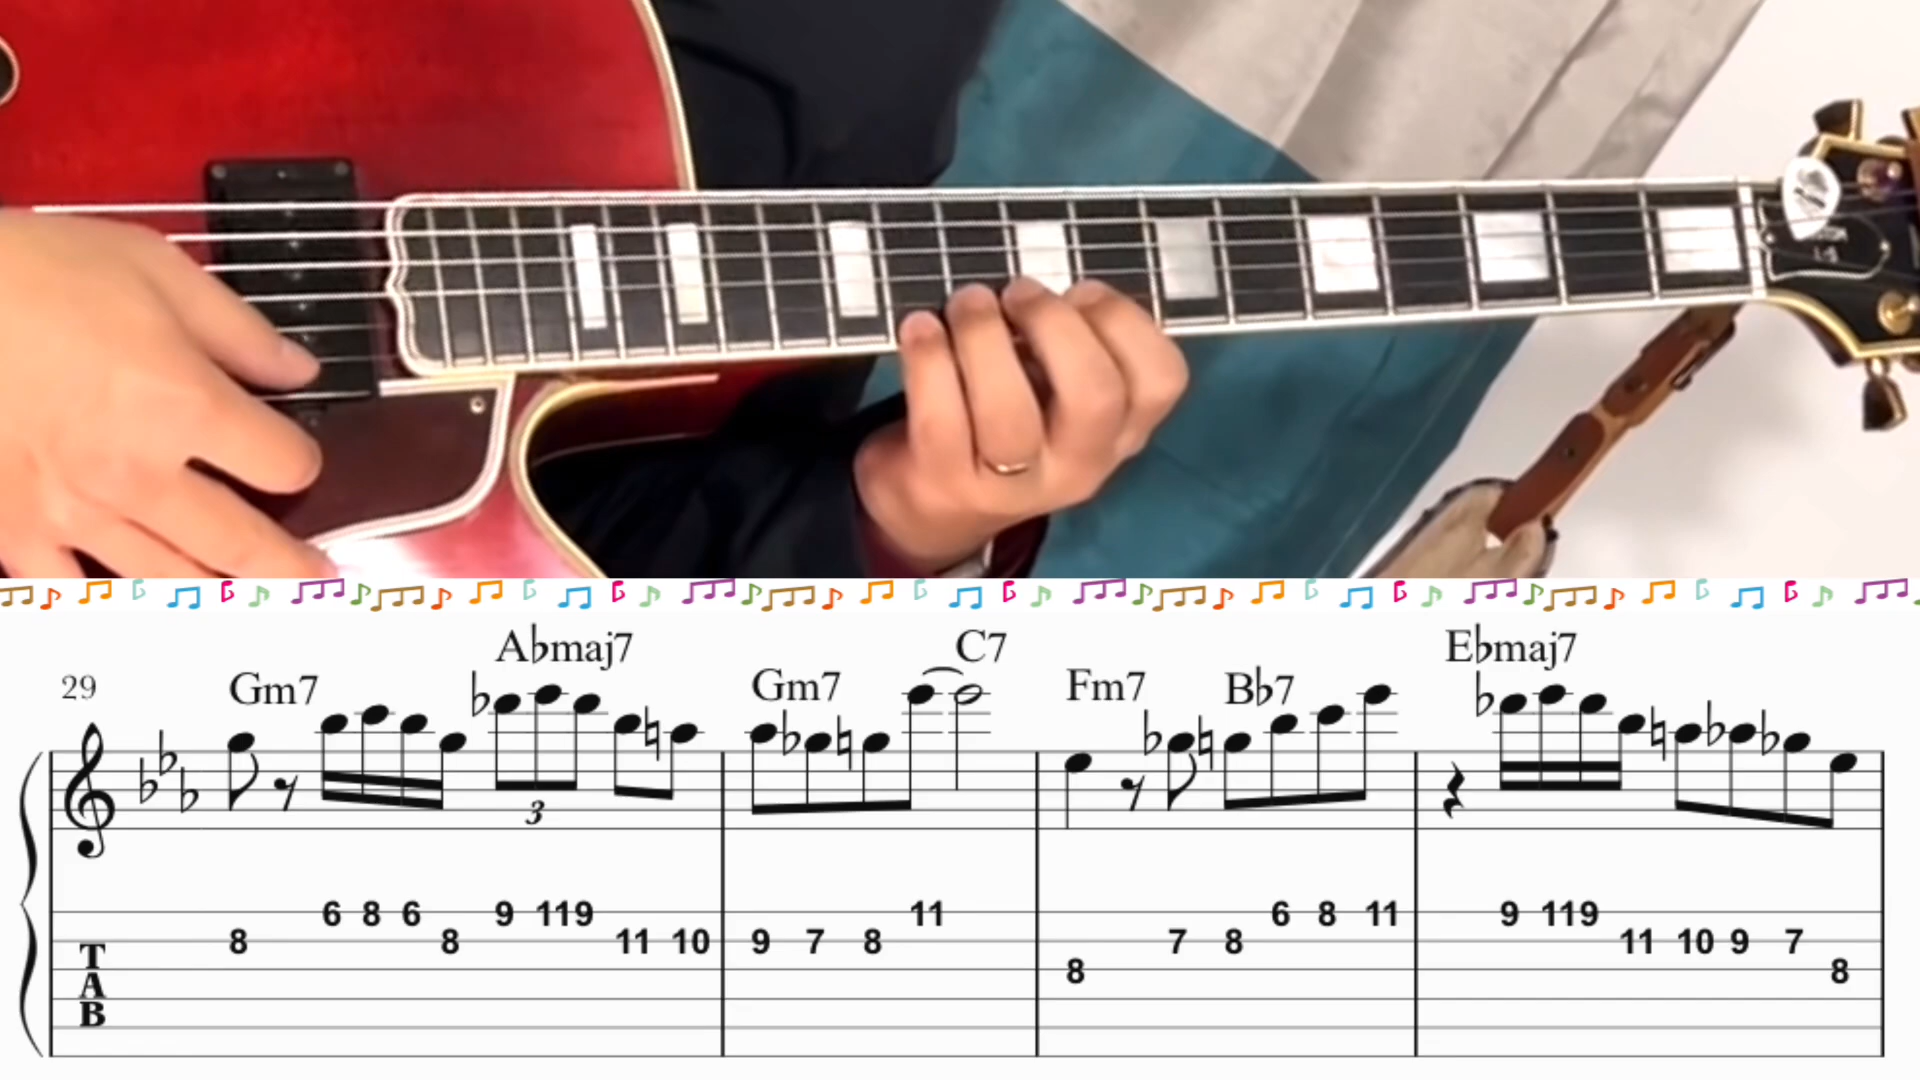 A♭maj7 C7 E♭maj7
29 Gm7 Gm7 Fm7 B♭7
3
6 8 6 9 11 9 11 6 8 11 9 11 9
8 8 11 10 9 7 8 7 8 11 10 9 7
8 8
T
A
B